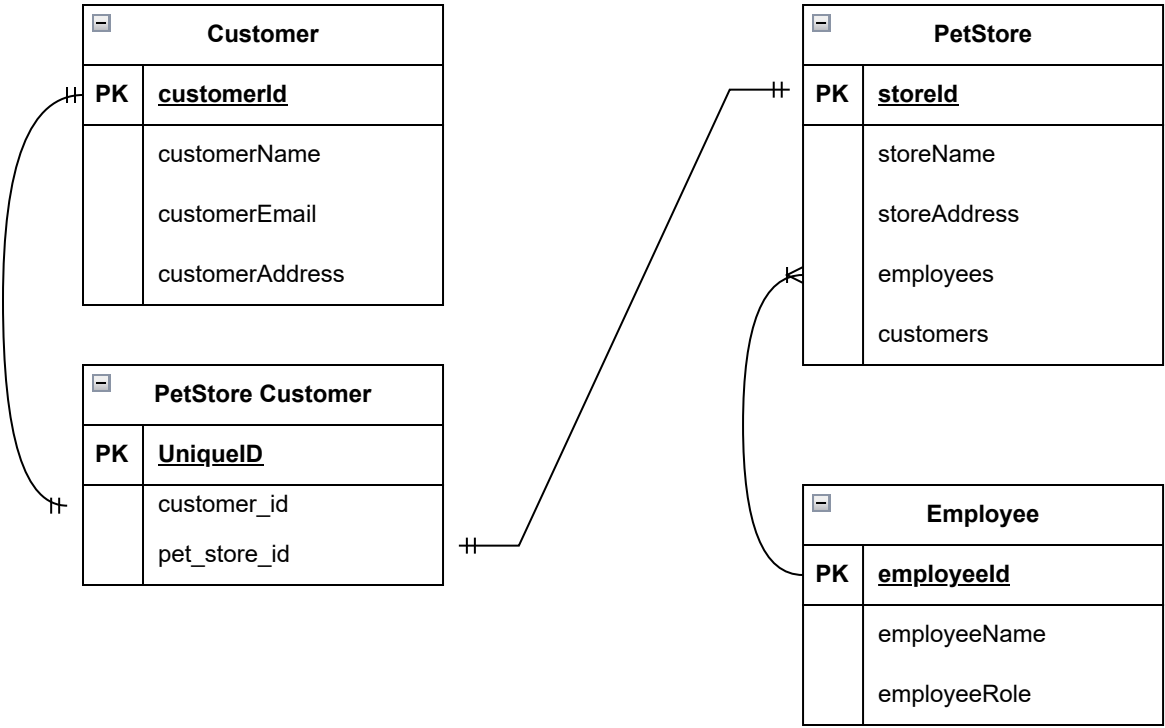 Customer
PK customerId
customerName
customerEmail
customerAddress
PetStore Customer
PK UniqueID
customer_id
pet_store_id
PetStore
PK storeId
storeName
storeAddress
employees
customers
Employee
PK employeeId
employeeName
employeeRole